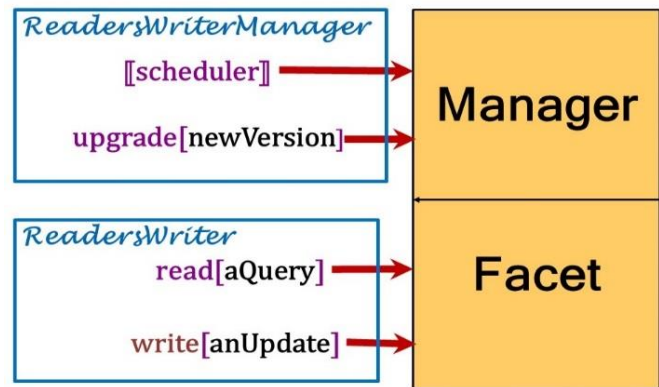 ReadersWriterManager
⟦scheduler⟧
upgrade[newVersion]
Manager
ReadersWriter
read[aQuery]
write[anUpdate]
Facet